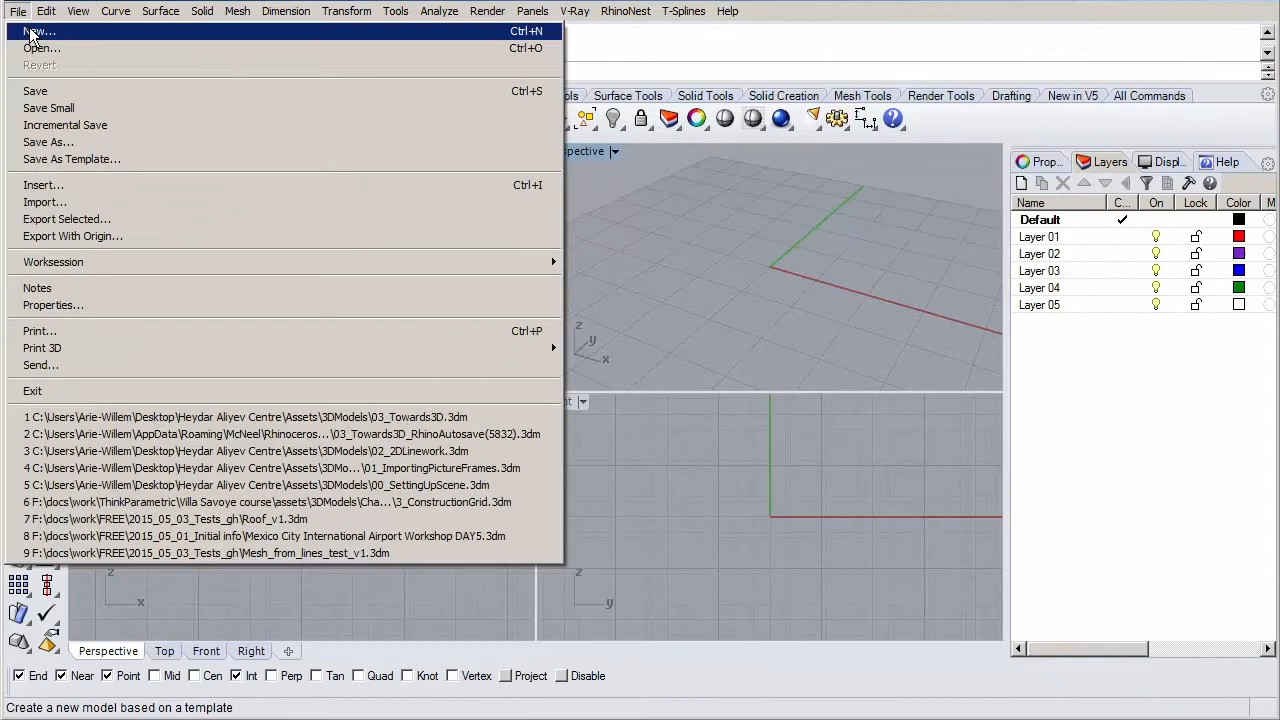 File Edit View Curve Surface Solid Mesh Dimension Transform Tools Analyze Render Panels V-Ray RhinoNest T-Splines Help
New... Ctrl+N
Open... Ctrl+O
Revert
Save Ctrl+S
Save Small
Incremental Save
Save As...
Save As Template...
Insert... Ctrl+I
Import...
Export Selected...
Export With Origin...
Worksession
Notes
Properties...
Print... Ctrl+P
Print 3D
Send...
Exit
1 C:\Users\Arie-Willem\Desktop\Heydar Aliyev Centre\Assets\3DModels\03_Towards3D.3dm
2 C:\Users\Arie-Willem\AppData\Roaming\McNeel\Rhinoceros...\03_Towards3D_RhinoAutosave(5832).3dm
3 C:\Users\Arie-Willem\Desktop\Heydar Aliyev Centre\Assets\3DModels\02_2DLinework.3dm
4 C:\Users\Arie-Willem\Desktop\Heydar Aliyev Centre\Assets\3DMo...\01_ImportingPictureFrames.3dm
5 C:\Users\Arie-Willem\Desktop\Heydar Aliyev Centre\Assets\3DModels\00_SettingUpScene.3dm
6 F:\docs\work\ThinkParametric\Villa Savoye course\assets\3DModels\Cha...\3_ConstructionGrid.3dm
7 F:\docs\work\FREE\2015_05_03_Tests_gh\Roof_v1.3dm
8 F:\docs\work\FREE\2015_05_01_Initial info\Mexico City International Airport Workshop DAY5.3dm
9 F:\docs\work\FREE\2015_05_03_Tests_gh\Mesh_from_lines_test_v1.3dm
ols Surface Tools Solid Tools Solid Creation Mesh Tools Render Tools Drafting New in V5 All Commands
spective
z
y
x
ht
z
x
z
y
Prop... Layers Displ... Help
Name C... On Lock Color M
Default
Layer 01
Layer 02
Layer 03
Layer 04
Layer 05
Perspective Top Front Right
End Near Point Mid Cen Int Perp Tan Quad Knot Vertex Project Disable
Create a new model based on a template